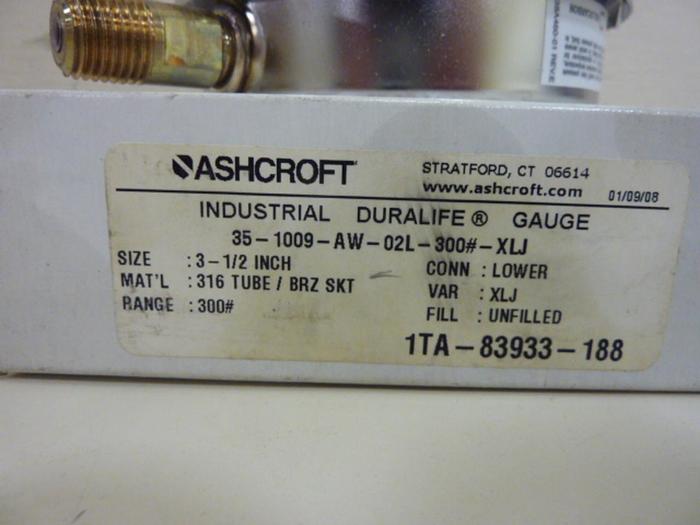 ASHCROFT
STRATFORD, CT 06614
www.ashcroft.com
01/09/08
INDUSTRIAL DURALIFE® GAUGE
35-1009-AW-02L-300#-XLJ
SIZE : 3-1/2 INCH
CONN : LOWER
MAT'L : 316 TUBE / BRZ SKT
VAR : XLJ
RANGE : 300#
FILL : UNFILLED
1TA-83933-188